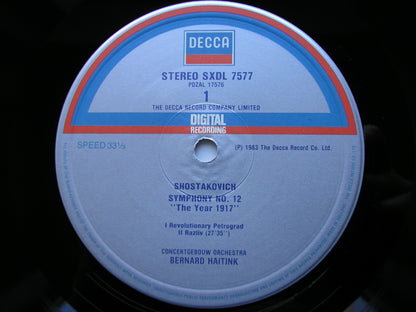 DECCA
STEREO SXDL 7577
PDZAL 17576
1
THE DECCA RECORD COMPANY LIMITED
DIGITAL
RECORDING
SPEED 33⅓
(P) 1983 The Decca Record Co. Ltd.
SHOSTAKOVICH
SYMPHONY NO. 12
"The Year 1917"
I Revolutionary Petrograd
II Razliv (27'35")
CONCERTGEBOUW ORCHESTRA
BERNARD HAITINK